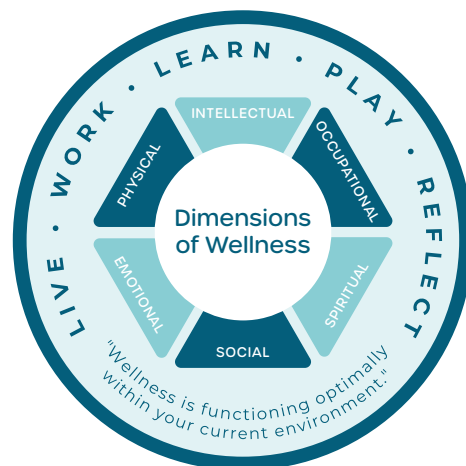 LIVE • WORK • LEARN • PLAY • REFLECT
INTELLECTUAL
OCCUPATIONAL
SPIRITUAL
SOCIAL
EMOTIONAL
PHYSICAL
Dimensions
of Wellness
"Wellness is functioning optimally
within your current environment."